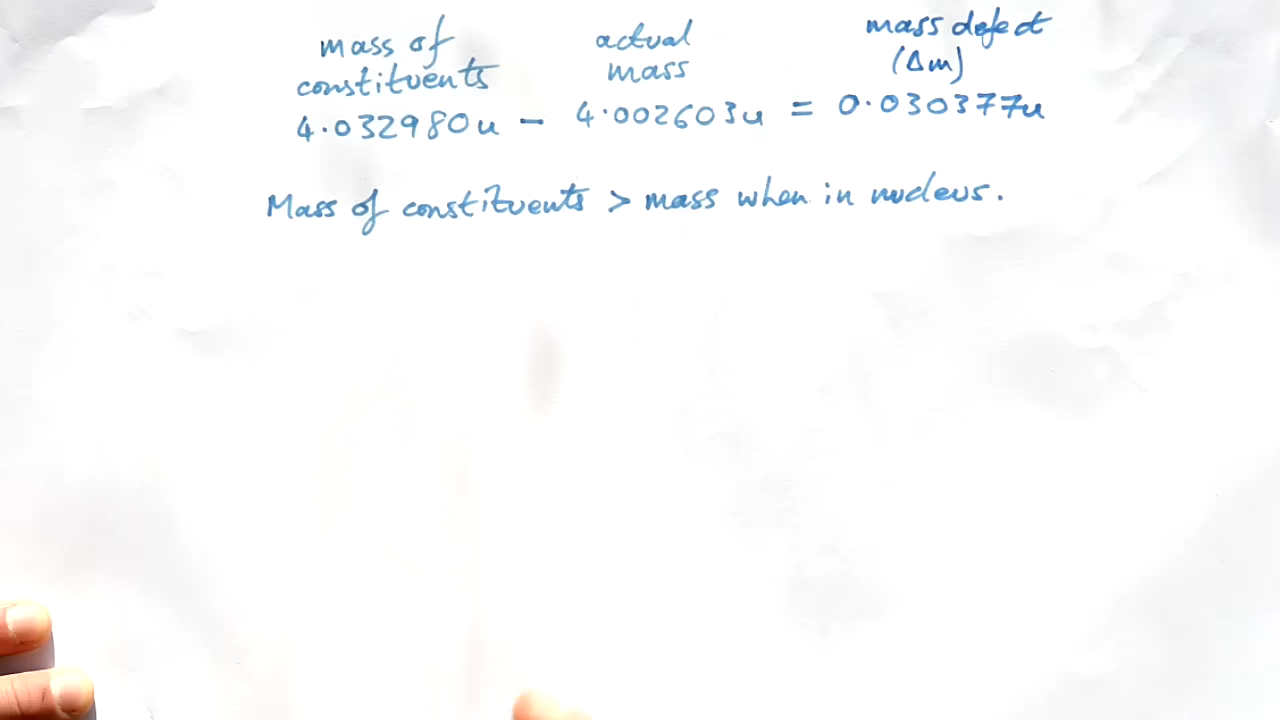 mass of constituents
actual mass
mass defect (Δm)
4.032980u - 4.002603u = 0.030377u
Mass of constituents > mass when in nucleus.